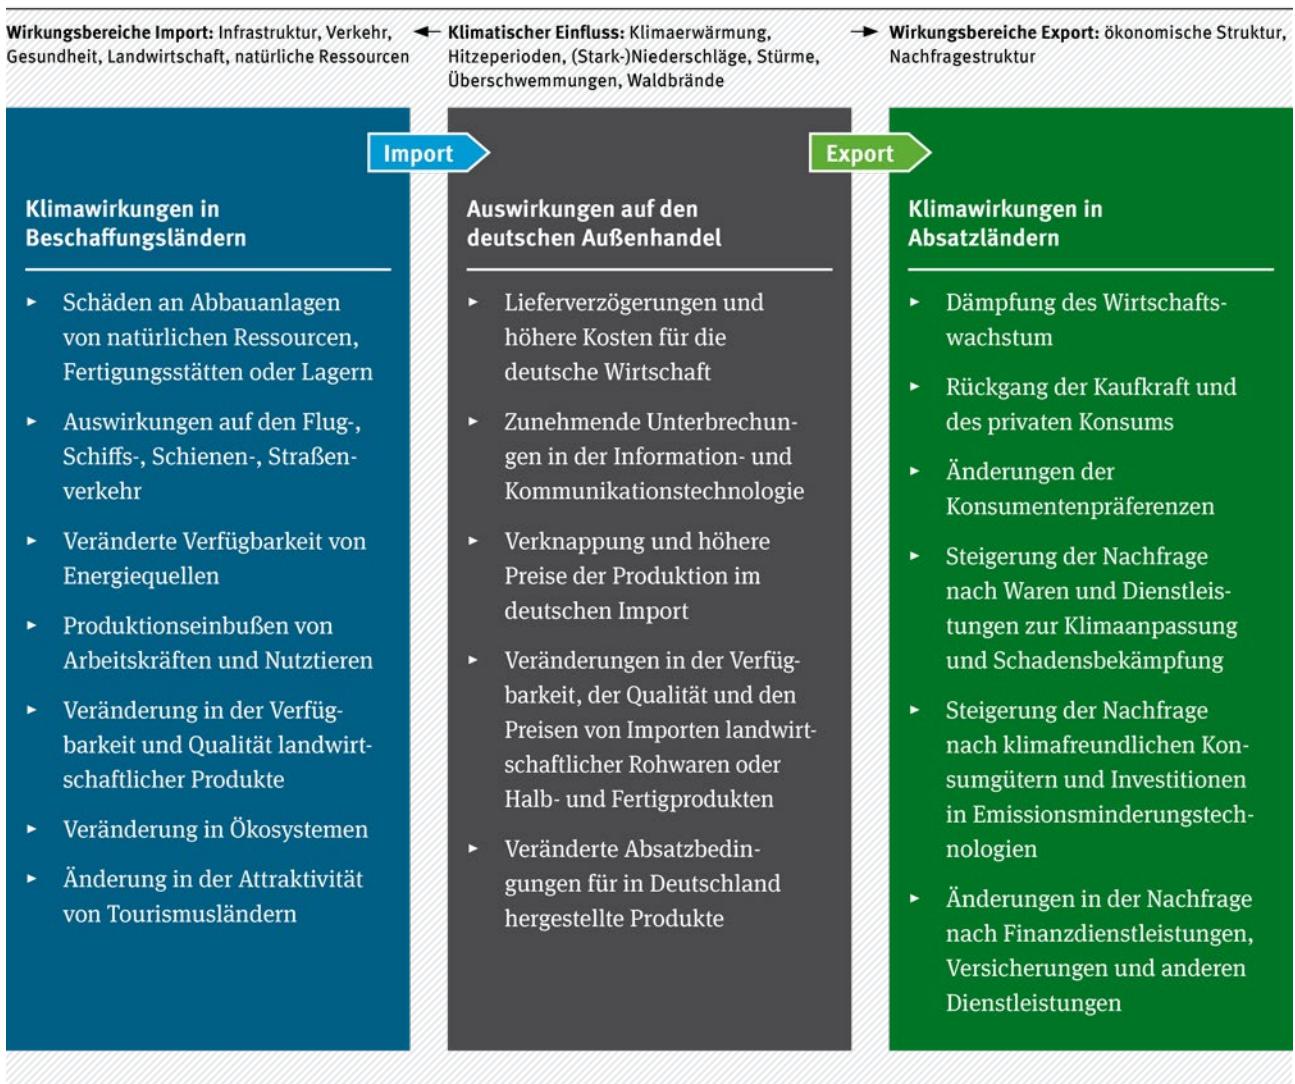 Wirkungsbereiche Import: Infrastruktur, Verkehr,
Gesundheit, Landwirtschaft, natürliche Ressourcen
Klimatischer Einfluss: Klimaerwärmung,
Hitzeperioden, (Stark-)Niederschläge, Stürme,
Überschwemmungen, Waldbrände
Wirkungsbereiche Export: ökonomische Struktur,
Nachfragestruktur
Import
Export
Klimawirkungen in
Beschaffungsländern
► Schäden an Abbauanlagen
von natürlichen Ressourcen,
Fertigungsstätten oder Lagern
► Auswirkungen auf den Flug-,
Schiffs-, Schienen-, Straßen-
verkehr
► Veränderte Verfügbarkeit von
Energiequellen
► Produktionseinbußen von
Arbeitskräften und Nutztieren
► Veränderung in der Verfüg-
barkeit und Qualität landwirt-
schaftlicher Produkte
► Veränderung in Ökosystemen
► Änderung in der Attraktivität
von Tourismusländern
Auswirkungen auf den
deutschen Außenhandel
► Lieferverzögerungen und
höhere Kosten für die
deutsche Wirtschaft
► Zunehmende Unterbrechun-
gen in der Information- und
Kommunikationstechnologie
► Verknappung und höhere
Preise der Produktion im
deutschen Import
► Veränderungen in der Verfüg-
barkeit, der Qualität und den
Preisen von Importen landwirt-
schaftlicher Rohwaren oder
Halb- und Fertigprodukten
► Veränderte Absatzbedin-
gungen für in Deutschland
hergestellte Produkte
Klimawirkungen in
Absatzländern
► Dämpfung des Wirtschafts-
wachstum
► Rückgang der Kaufkraft und
des privaten Konsums
► Änderungen der
Konsumentenpräferenzen
► Steigerung der Nachfrage
nach Waren und Dienstleis-
tungen zur Klimaanpassung
und Schadensbekämpfung
► Steigerung der Nachfrage
nach klimafreundlichen Kon-
sumgütern und Investitionen
in Emissionsminderungstech-
nologien
► Änderungen in der Nachfrage
nach Finanzdienstleistungen,
Versicherungen und anderen
Dienstleistungen